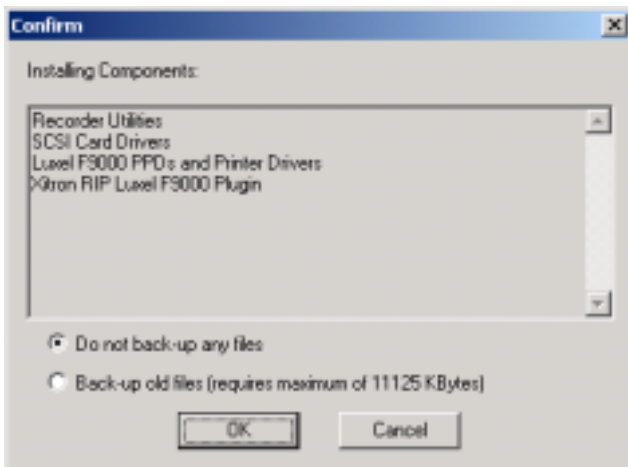 Confirm
Installing Components:
Recorder Utilities
SCSI Card Drivers
Luxel F9000 PPDs and Printer Drivers
Xitron RIP Luxel F9000 Plugin
Do not back-up any files
Back-up old files (requires maximum of 11125 KBytes)
OK Cancel